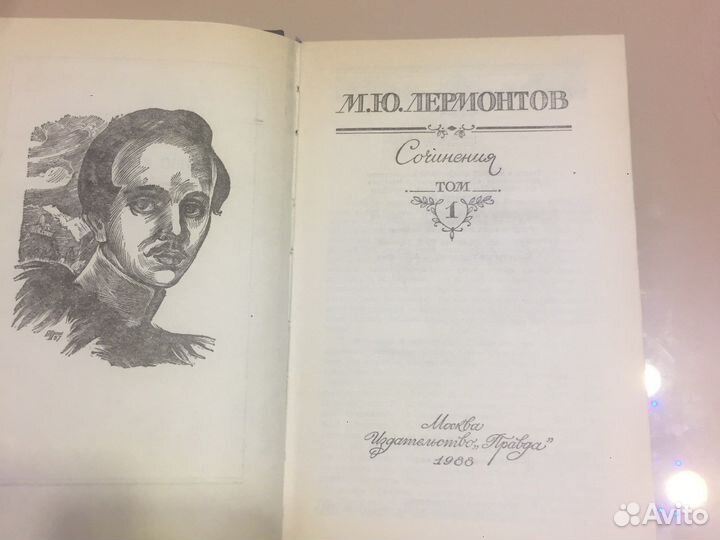 М.Ю. ЛЕРМОНТОВ
Сочинения
ТОМ
1
Москва
Издательство „Правда"
1988
Avito